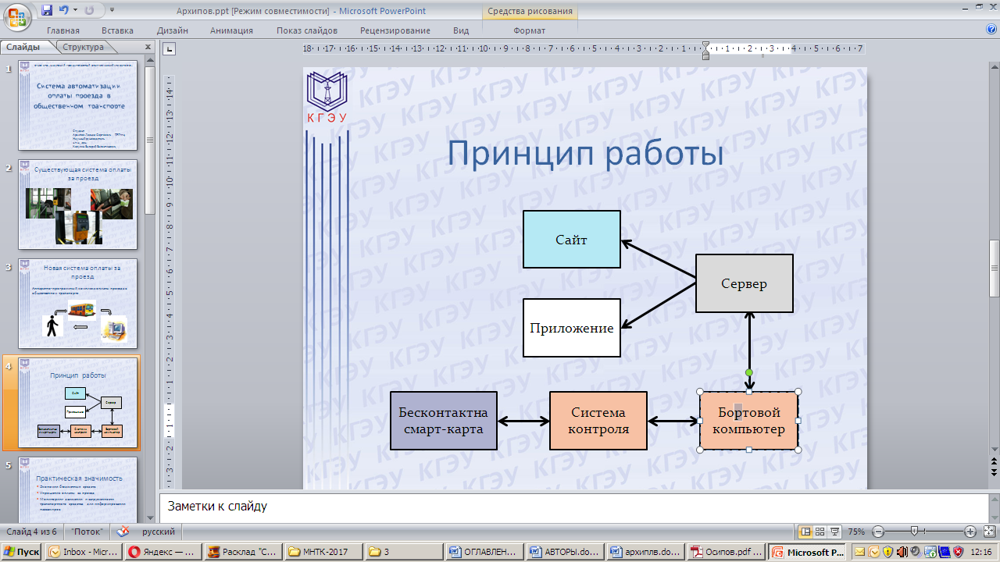 Архипов.ppt [Режим совместимости] - Microsoft PowerPoint
Средства рисования
Главная Вставка Дизайн Анимация Показ слайдов Рецензирование Вид Формат
Слайды Структура
1
Система автоматизации
оплаты проезда в
общественном транспорте
2
Существующая система оплаты
за проезд
3
Новая система оплаты за
проезд
4
Принцип работы
Сайт
Приложение
Сервер
5
Практическая значимость
КГЭУ
Принцип работы
Сайт
Сервер
Приложение
Бесконтактна
смарт-карта
Система
контроля
Бортовой
компьютер
Заметки к слайду
Слайд 4 из 6 "Поток" русский 75%
Пуск Inbox - Micr... Яндекс — ... Расклад "С... МНТК-2017 3 ОГЛАВЛЕН... АВТОРЫ.do... архиплв.do... Осипов.pdf ... Microsoft P... 12:16